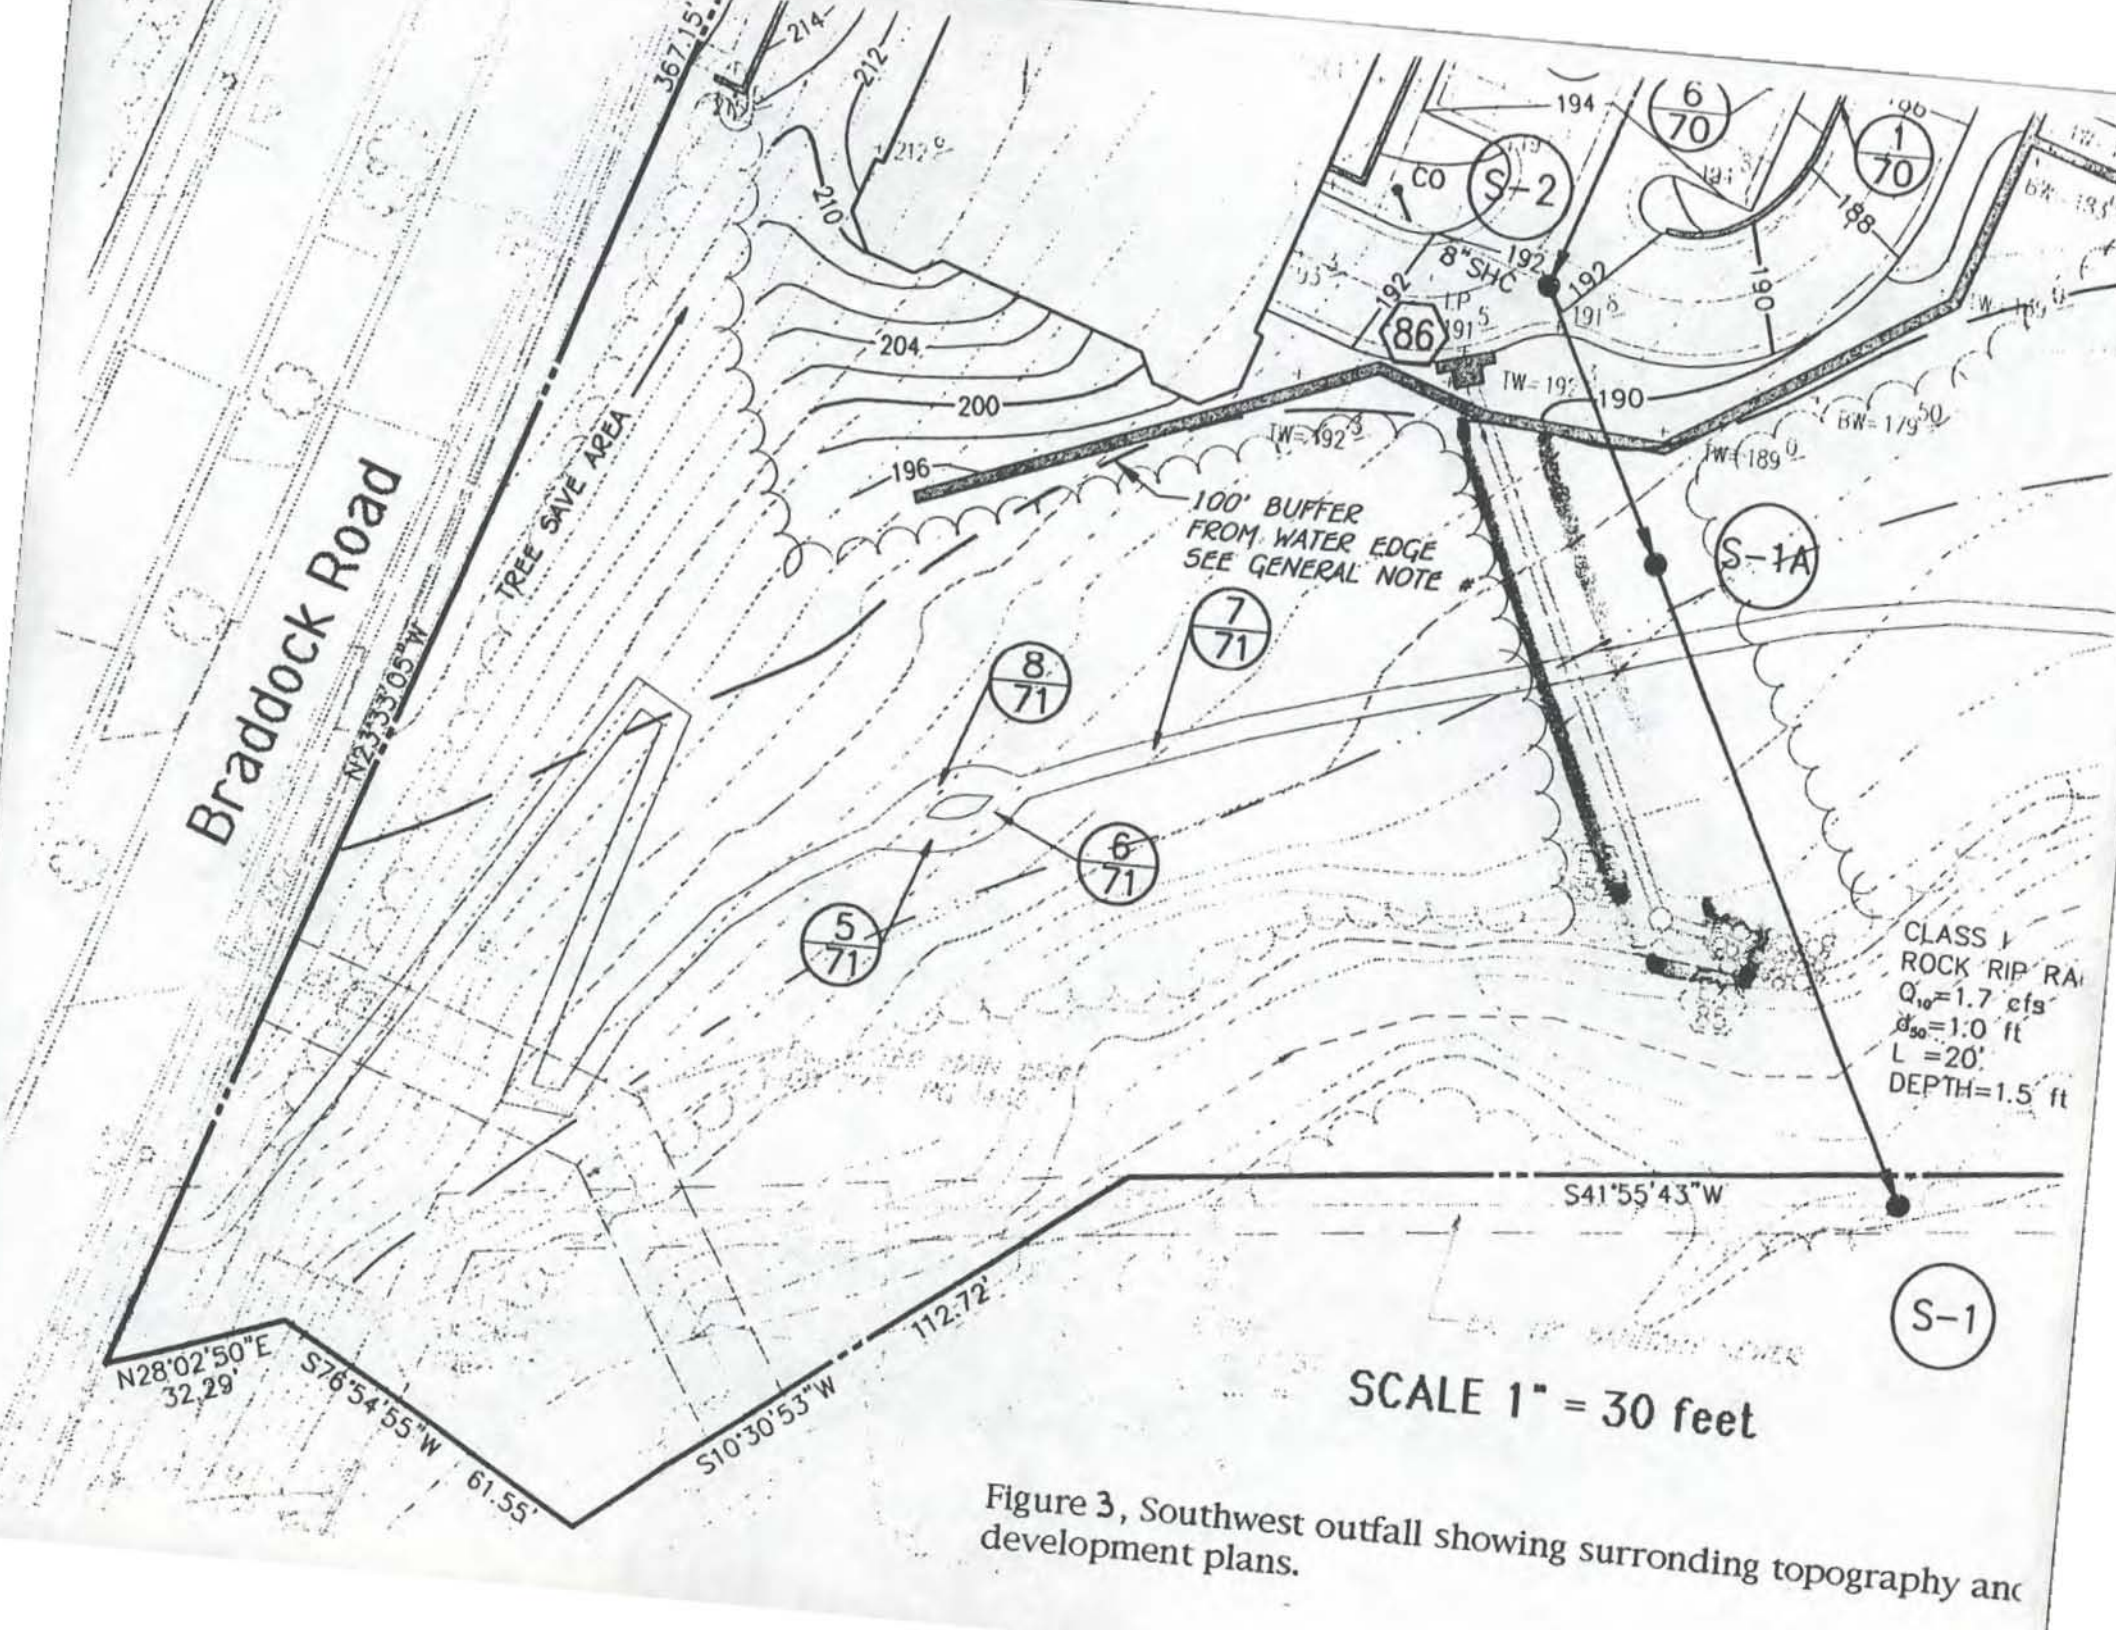 367.15'
214
212
210
204
200
196
194
6
70
1
70
188
190
CO
S-2
192
8"SHC
192
192
86
191 5
TW=192
190
TW=192 3
BW=179 50
TW=189 0
100' BUFFER
FROM WATER EDGE
SEE GENERAL NOTE #
TREE SAVE AREA
Braddock Road
N23°33'05"W
S-1A
7
71
8
71
6
71
5
71
CLASS I
ROCK RIP RA
Q10=1.7 cfs
d50=1.0 ft
L =20'
DEPTH=1.5 ft
S41°55'43"W
S-1
112.72'
S10°30'53"W
N28°02'50"E
32.29'
S76°54'55"W
61.55'
SCALE 1" = 30 feet
Figure 3, Southwest outfall showing surronding topography and
development plans.